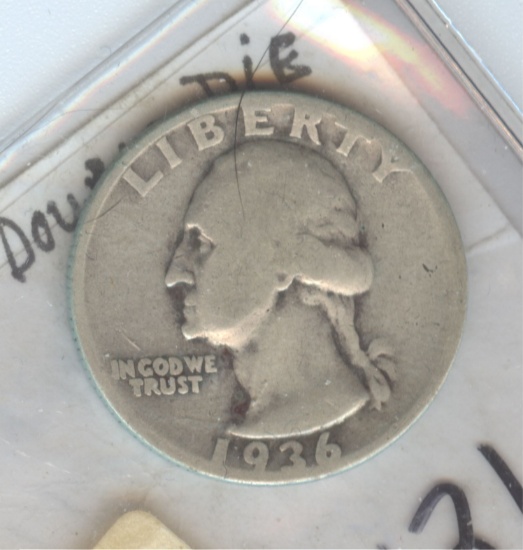 DIE
LIBERTY
IN GOD WE
TRUST
1936